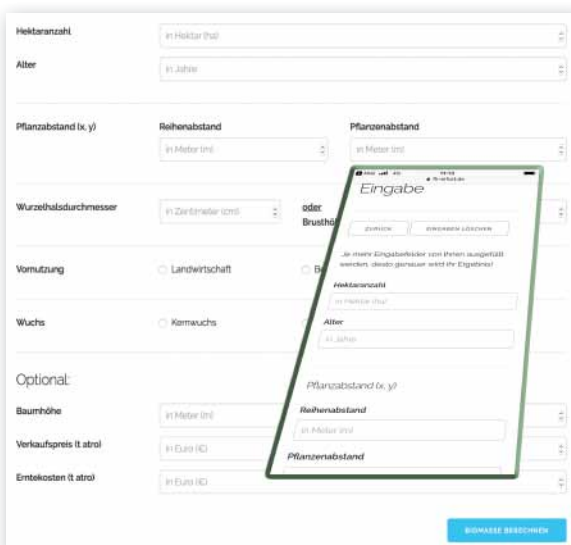 Hektaranzahl
in Hektar (ha)
Alter
in Jahre
Pflanzabstand (x, y)
Reihenabstand
Pflanzenabstand
in Meter (m)
in Meter (m)
Wurzelhalsdurchmesser
in Zentimeter (cm)
oder
Vornutzung
Landwirtschaft
Wuchs
Kernwuchs
Optional:
Baumhöhe
in Meter (m)
Verkaufspreis (t atro)
in Euro (€)
Erntekosten (t atro)
in Euro (€)
BIOMASSE BERECHNEN
Eingabe
ZURÜCK
EINGABEN LÖSCHEN
Je mehr Eingabefelder von Ihnen ausgefüllt
werden, desto genauer wird Ihr Ergebnis!
Hektaranzahl
in Hektar (ha)
Alter
in Jahre
Pflanzabstand (x, y)
Reihenabstand
in Meter (m)
Pflanzenabstand